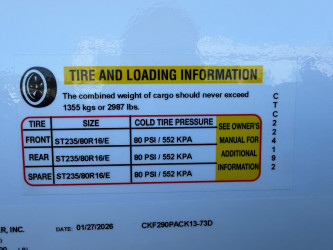 TIRE AND LOADING INFORMATION
The combined weight of cargo should never exceed
1355 kgs or 2987 lbs.
TIRE SIZE COLD TIRE PRESSURE
FRONT ST235/80R16/E 80 PSI / 552 KPA
REAR ST235/80R16/E 80 PSI / 552 KPA
SPARE ST235/80R16/E 80 PSI / 552 KPA
SEE OWNER'S
MANUAL FOR
ADDITIONAL
INFORMATION
CTC224192
ER, INC. DATE: 01/27/2026 CKF290PACK13-73D